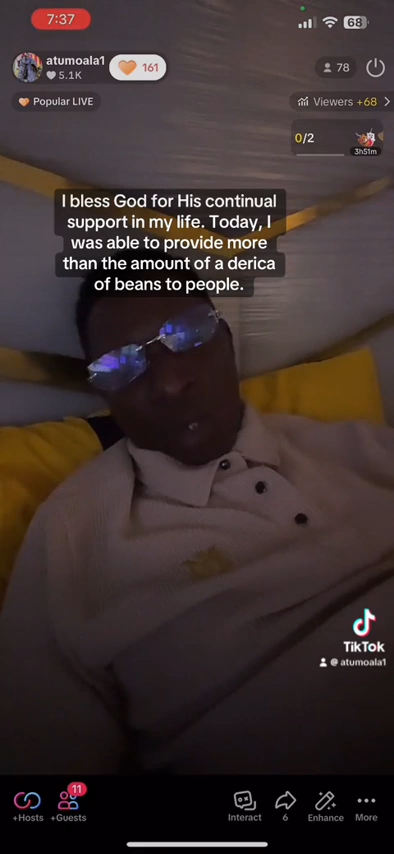 7:37
68
atumoala1
5.1K
161
78
Popular LIVE
Viewers +68
0/2
3h51m
I bless God for His continual
support in my life. Today, I
was able to provide more
than the amount of a derica
of beans to people.
TikTok
@ atumoala1
11
+Hosts
+Guests
Interact
6
Enhance
More